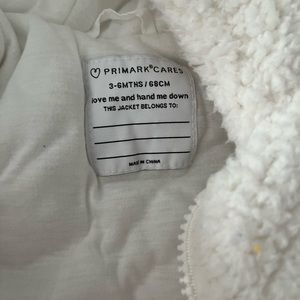 PRIMARK®CARES
3-6MTHS / 68CM
love me and hand me down
THIS JACKET BELONGS TO:
MADE IN CHINA